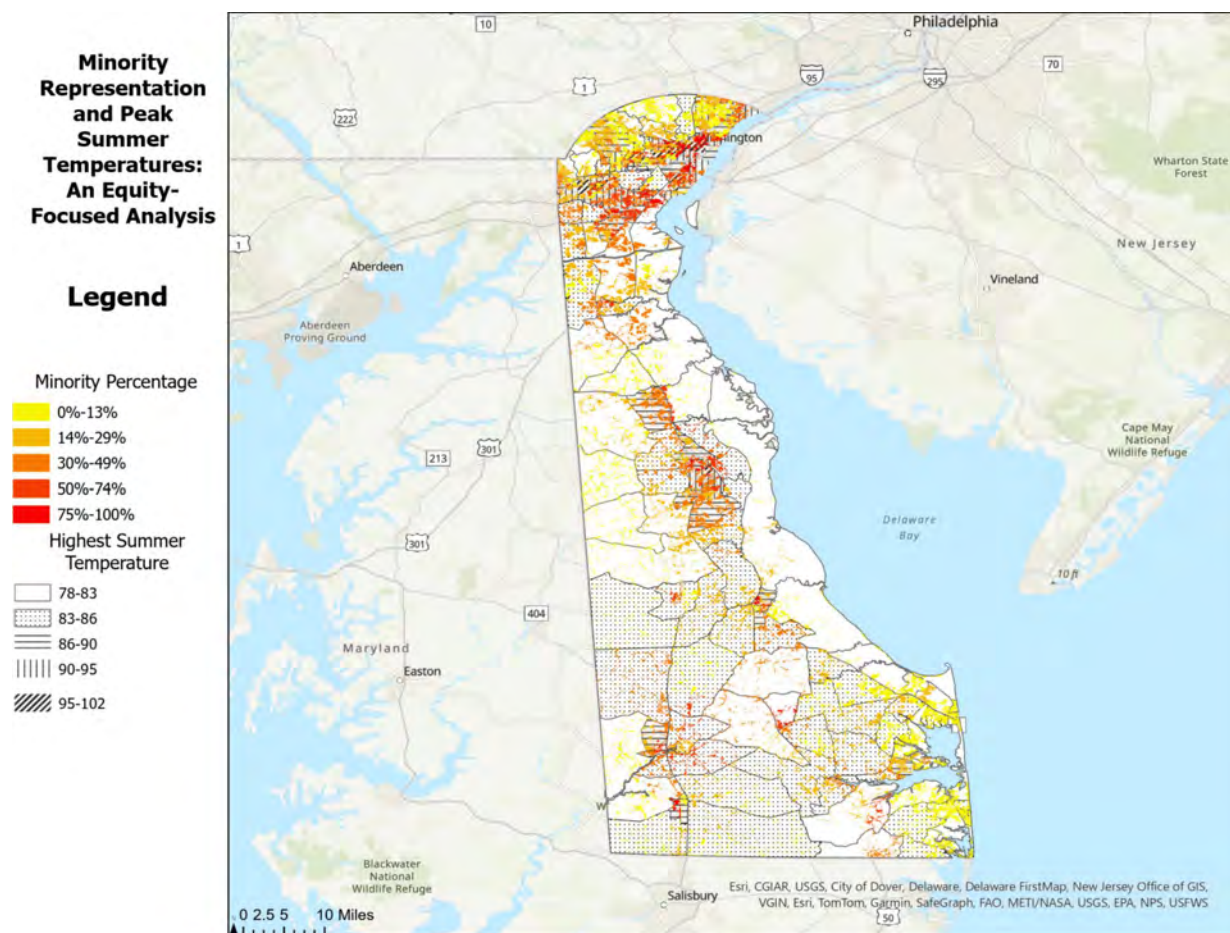 Minority
Representation
and Peak
Summer
Temperatures:
An Equity-
Focused Analysis
Legend
Minority Percentage
0%-13%
14%-29%
30%-49%
50%-74%
75%-100%
Highest Summer
Temperature
78-83
83-86
86-90
90-95
95-102
0 2.5 5 10 Miles
Philadelphia
10
95
70
295
1
222
Wharton State
Forest
1
New Jersey
Aberdeen
Vineland
Aberdeen
Proving Ground
Cape May
National
Wildlife Refuge
301
213
Delaware
Bay
301
10 ft
404
Maryland
Easton
W
Blackwater
National
Wildlife Refuge
Salisbury
50
Esri, CGIAR, USGS, City of Dover, Delaware, Delaware FirstMap, New Jersey Office of GIS,
VGIN, Esri, TomTom, Garmin, SafeGraph, FAO, METI/NASA, USGS, EPA, NPS, USFWS